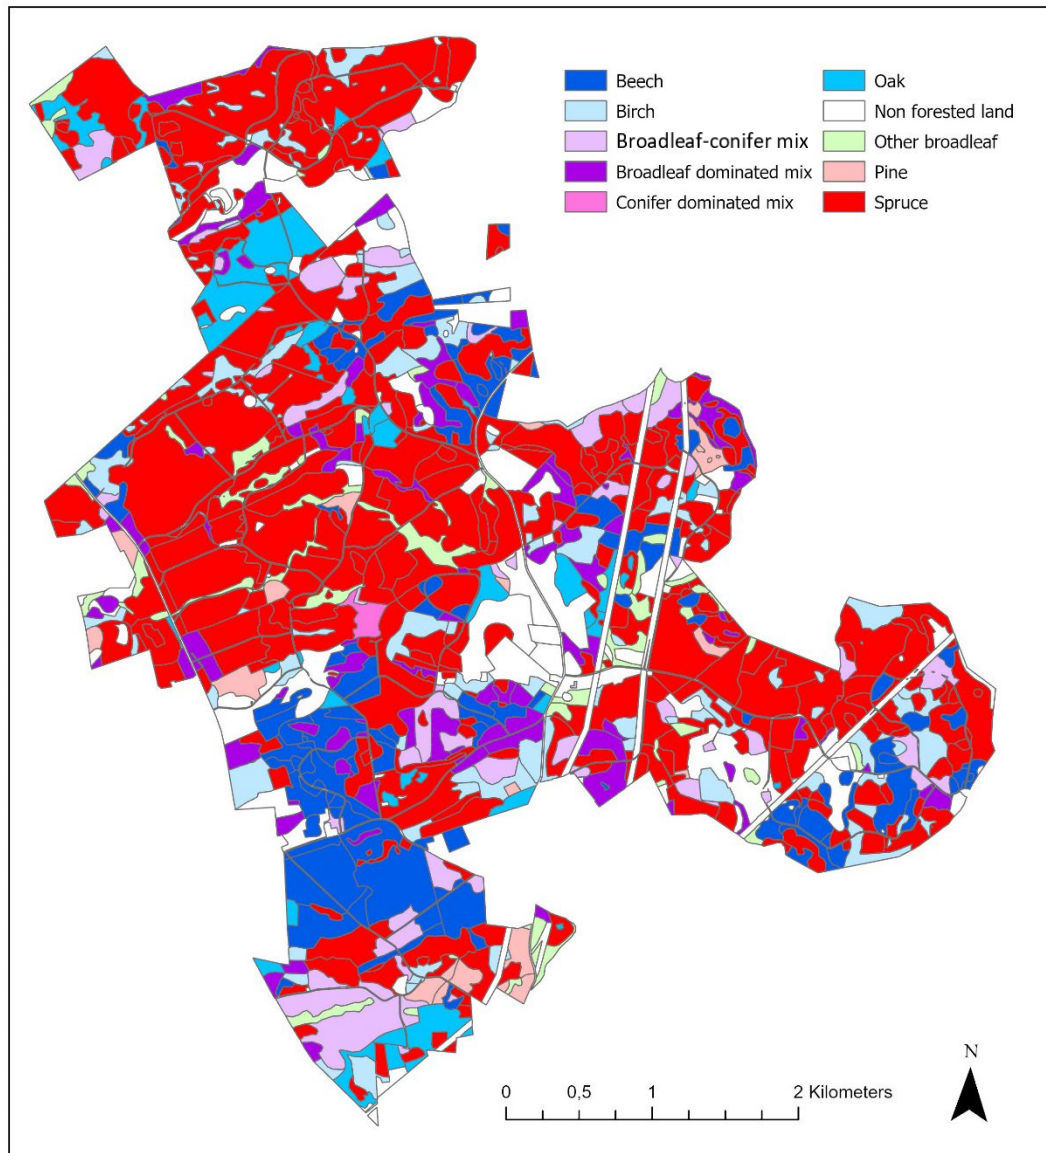 Beech
Birch
Broadleaf-conifer mix
Broadleaf dominated mix
Conifer dominated mix
Oak
Non forested land
Other broadleaf
Pine
Spruce
N
0 0,5 1 2 Kilometers